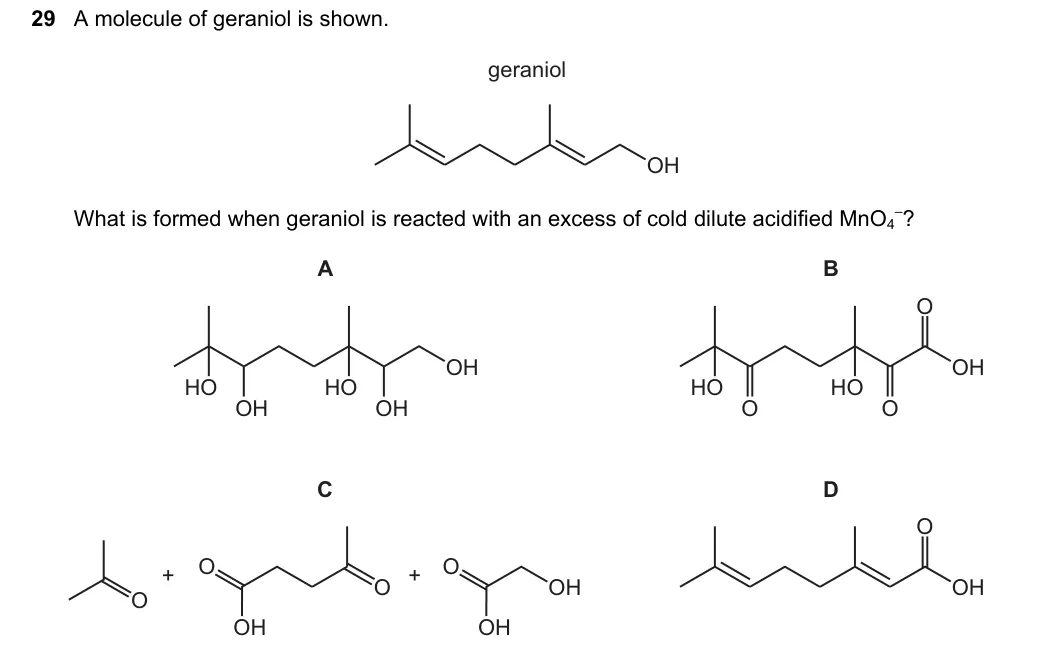 29 A molecule of geraniol is shown.
geraniol
OH
What is formed when geraniol is reacted with an excess of cold dilute acidified MnO₄⁻?
A
HO
OH
HO
OH
OH
B
HO
O
HO
O
O
OH
C
O
+
O
OH
O
+
O
OH
OH
D
O
OH